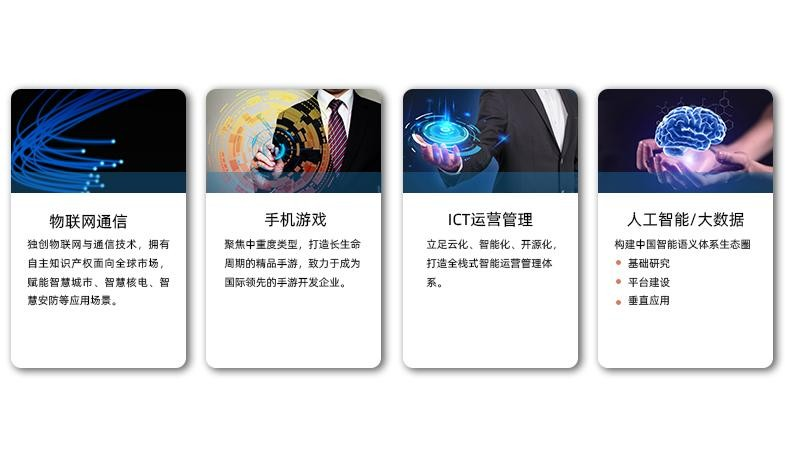 物联网通信
独创物联网与通信技术，拥有
自主知识产权面向全球市场，
赋能智慧城市、智慧核电、智
慧安防等应用场景。
手机游戏
聚焦中重度类型，打造长生命
周期的精品手游，致力于成为
国际领先的手游开发企业。
ICT运营管理
立足云化、智能化、开源化，
打造全栈式智能运营管理体
系。
人工智能/大数据
构建中国智能语义体系生态圈
基础研究
平台建设
垂直应用